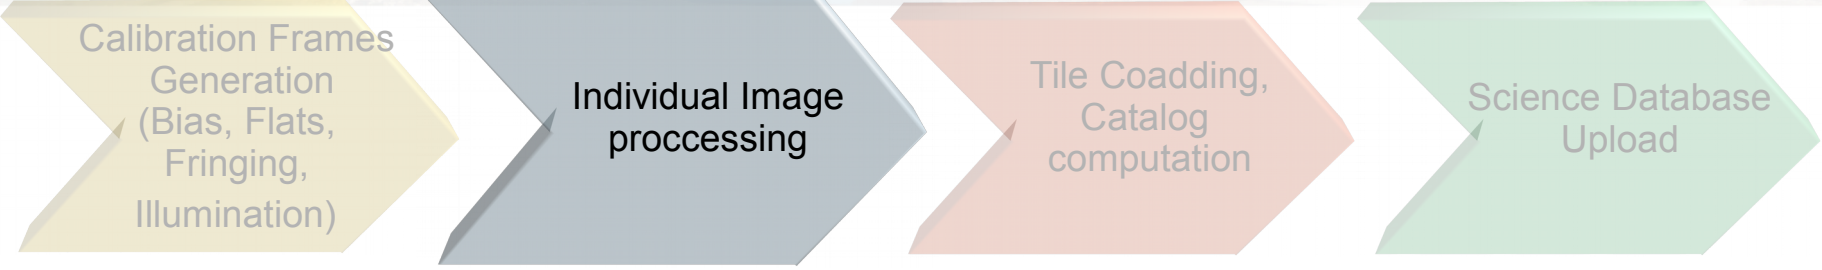 Calibration Frames
Generation
(Bias, Flats,
Fringing,
Illumination)
Individual Image
proccessing
Tile Coadding,
Catalog
computation
Science Database
Upload